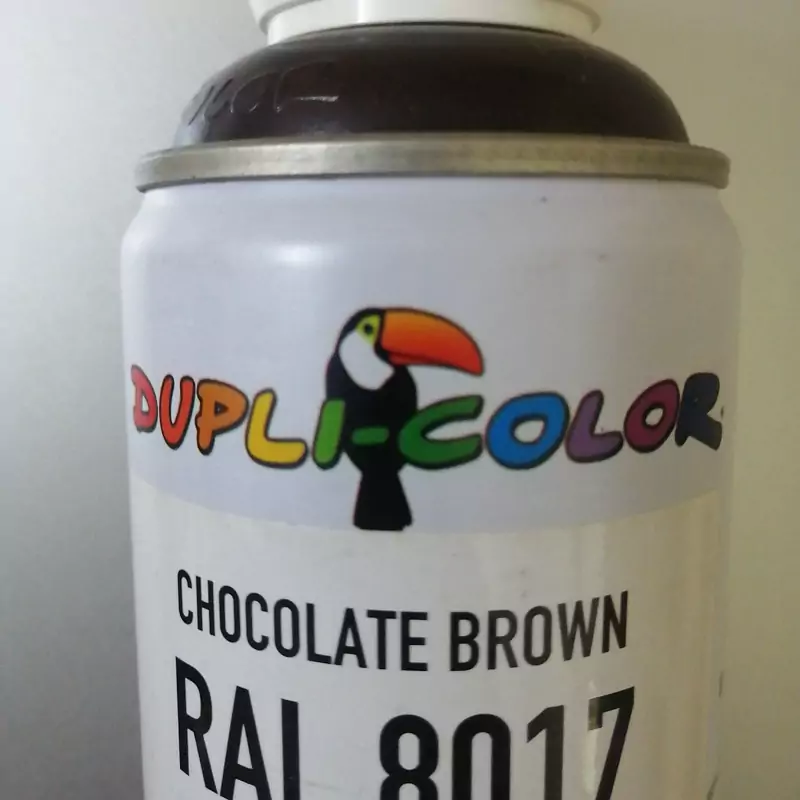 DUPLI-COLOR
CHOCOLATE BROWN
RAL 8017